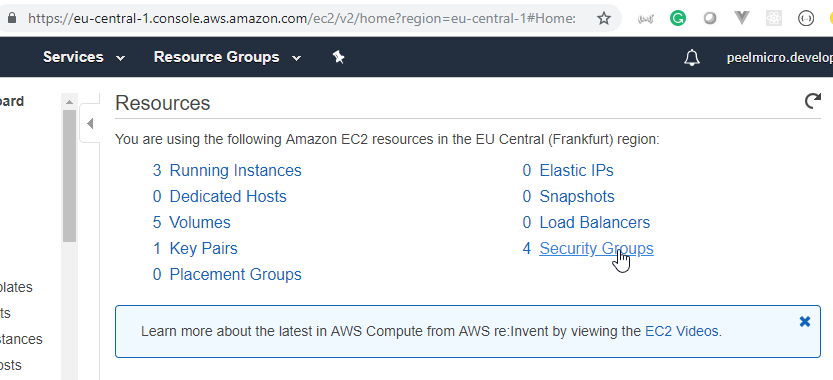 https://eu-central-1.console.aws.amazon.com/ec2/v2/home?region=eu-central-1#Home:
Services Resource Groups peelmicro.develop
oard
Resources
You are using the following Amazon EC2 resources in the EU Central (Frankfurt) region:
3 Running Instances 0 Elastic IPs
0 Dedicated Hosts 0 Snapshots
5 Volumes 0 Load Balancers
1 Key Pairs 4 Security Groups
0 Placement Groups
plates
ts
Learn more about the latest in AWS Compute from AWS re:Invent by viewing the EC2 Videos.
stances
osts